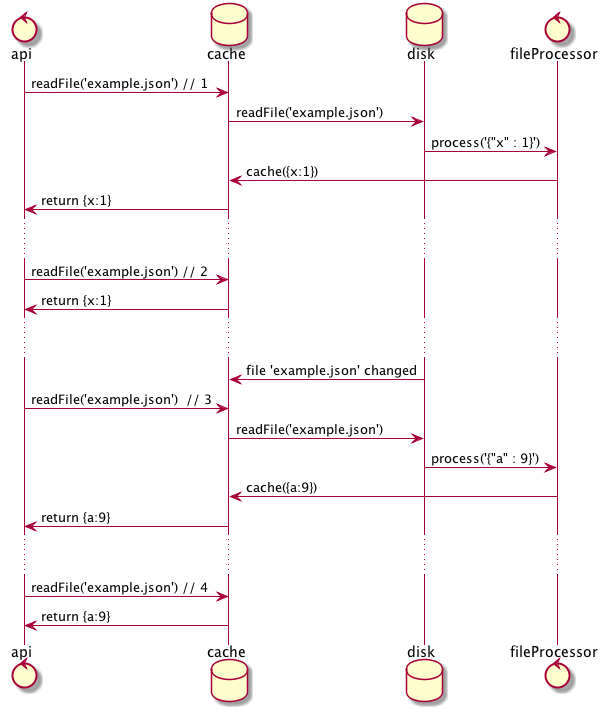 api cache disk fileProcessor
readFile('example.json') // 1
readFile('example.json')
process('{"x" : 1}')
cache({x:1})
return {x:1}
readFile('example.json') // 2
return {x:1}
file 'example.json' changed
readFile('example.json')  // 3
readFile('example.json')
process('{"a" : 9}')
cache({a:9})
return {a:9}
readFile('example.json') // 4
return {a:9}
api cache disk fileProcessor